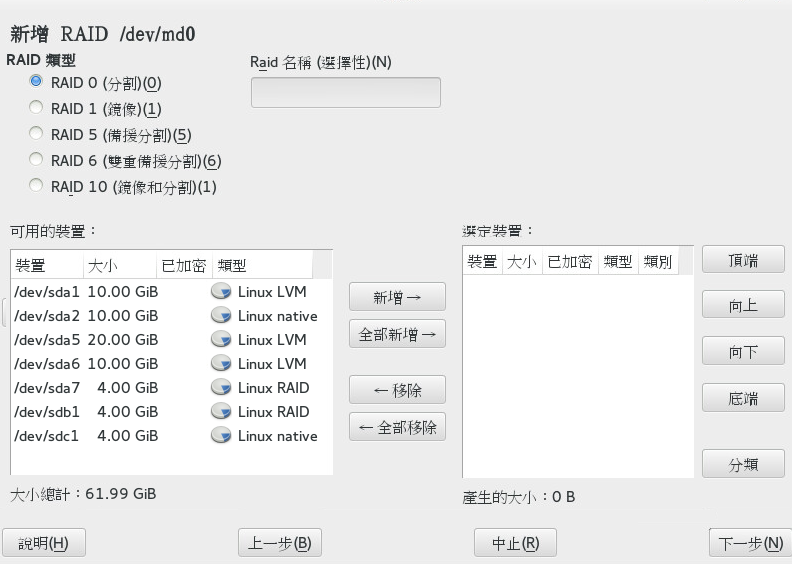 新增 RAID /dev/md0
RAID 類型
RAID 0 (分割)(0)
RAID 1 (鏡像)(1)
RAID 5 (備援分割)(5)
RAID 6 (雙重備援分割)(6)
RAID 10 (鏡像和分割)(1)
Raid 名稱 (選擇性)(N)
可用的裝置：
裝置 大小 已加密 類型
/dev/sda1 10.00 GiB Linux LVM
/dev/sda2 10.00 GiB Linux native
/dev/sda5 20.00 GiB Linux LVM
/dev/sda6 10.00 GiB Linux LVM
/dev/sda7 4.00 GiB Linux RAID
/dev/sdb1 4.00 GiB Linux RAID
/dev/sdc1 4.00 GiB Linux native
大小總計：61.99 GiB
新增→
全部新增→
←移除
←全部移除
選定裝置：
裝置 大小 已加密 類型 類別
產生的大小：0 B
頂端
向上
向下
底端
分類
說明(H) 上一步(B) 中止(R) 下一步(N)